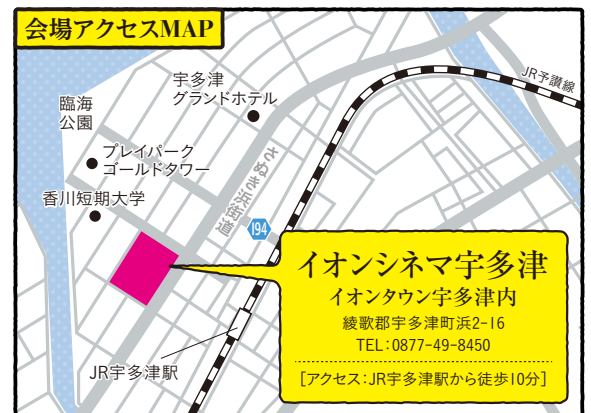 会場アクセスMAP
JR予讃線
宇多津
グランドホテル
臨海
公園
プレイパーク
ゴールドタワー
さぬき浜街道
香川短期大学
194
イオンシネマ宇多津
イオンタウン宇多津内
綾歌郡宇多津町浜2-16
TEL:0877-49-8450
[アクセス:JR宇多津駅から徒歩10分]
JR宇多津駅